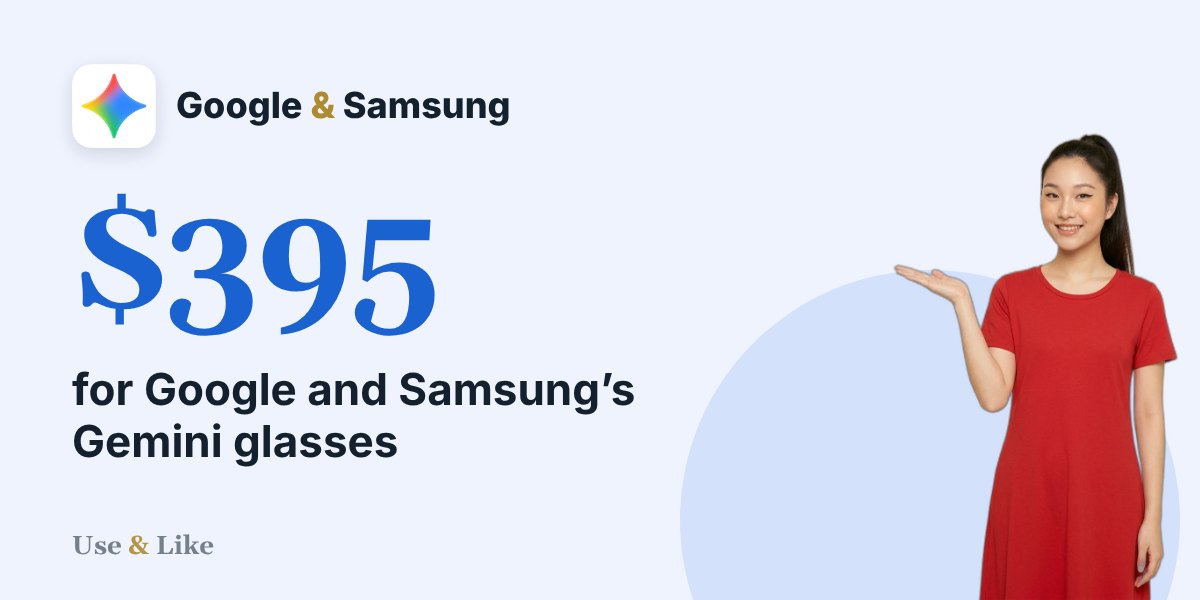 Google & Samsung
$395
for Google and Samsung’s
Gemini glasses
Use & Like